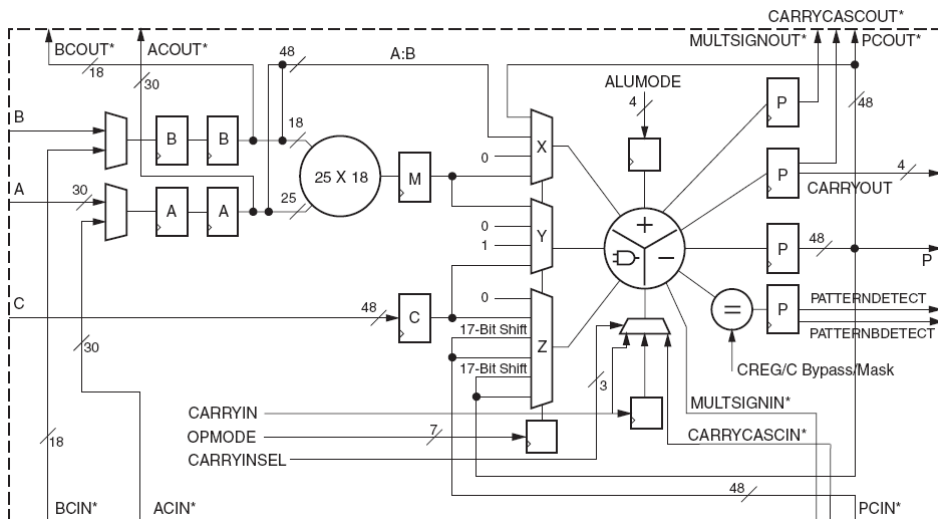 CARRYCASCOUT*
BCOUT* ACOUT* MULTSIGNOUT* PCOUT*
48 A:B
18 30
ALUMODE
4 P 48
B
18 X
B B
0 P 4
25 X 18 M CARRYOUT
A 30
25
A A
0 Y + P 48
1 − P
0 = P PATTERNDETECT
C 48 C
17-Bit Shift PATTERNBDETECT
Z
30 17-Bit Shift CREG/C Bypass/Mask
3
MULTSIGNIN*
CARRYIN
18 OPMODE 7 CARRYCASCIN*
CARRYINSEL
48
BCIN* ACIN* PCIN*